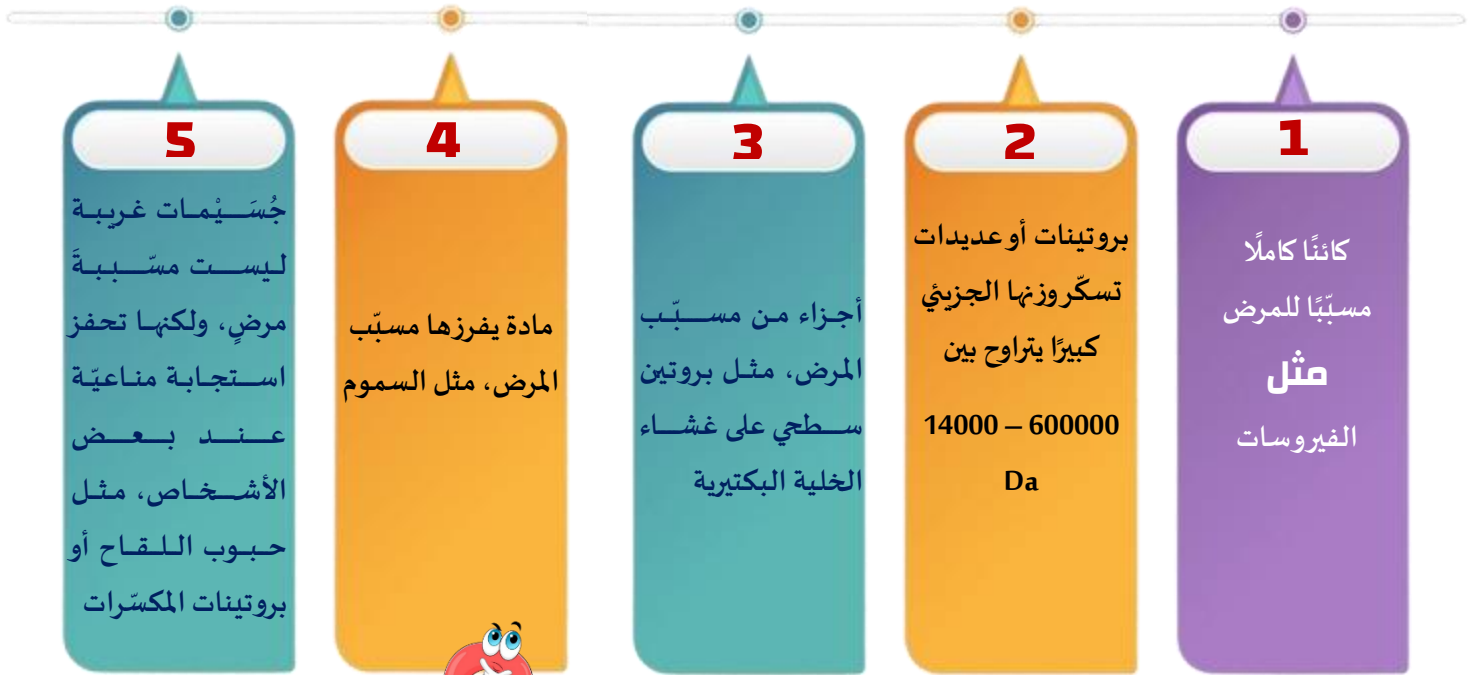 1
كائنًا كاملًا
مسبّبًا للمرض
مثل
الفيروسات
2
بروتينات أو عديدات
تسكّر وزنها الجزيئي
كبيرًا يتراوح بين
14000 – 600000
Da
3
أجزاء من مسبّب
المرض، مثل بروتين
سطحي على غشاء
الخلية البكتيرية
4
مادة يفرزها مسبّب
المرض، مثل السموم
5
جُسَيْمات غريبة
ليست مسّببةَ
مرضٍ، ولكنها تحفز
استجابة مناعيّة
عند بعض
الأشخاص، مثل
حبوب اللقاح أو
بروتينات المكسّرات